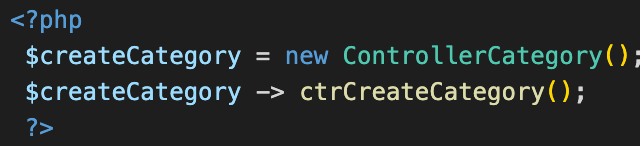 <?php
$createCategory = new ControllerCategory();
$createCategory -> ctrCreateCategory();
?>